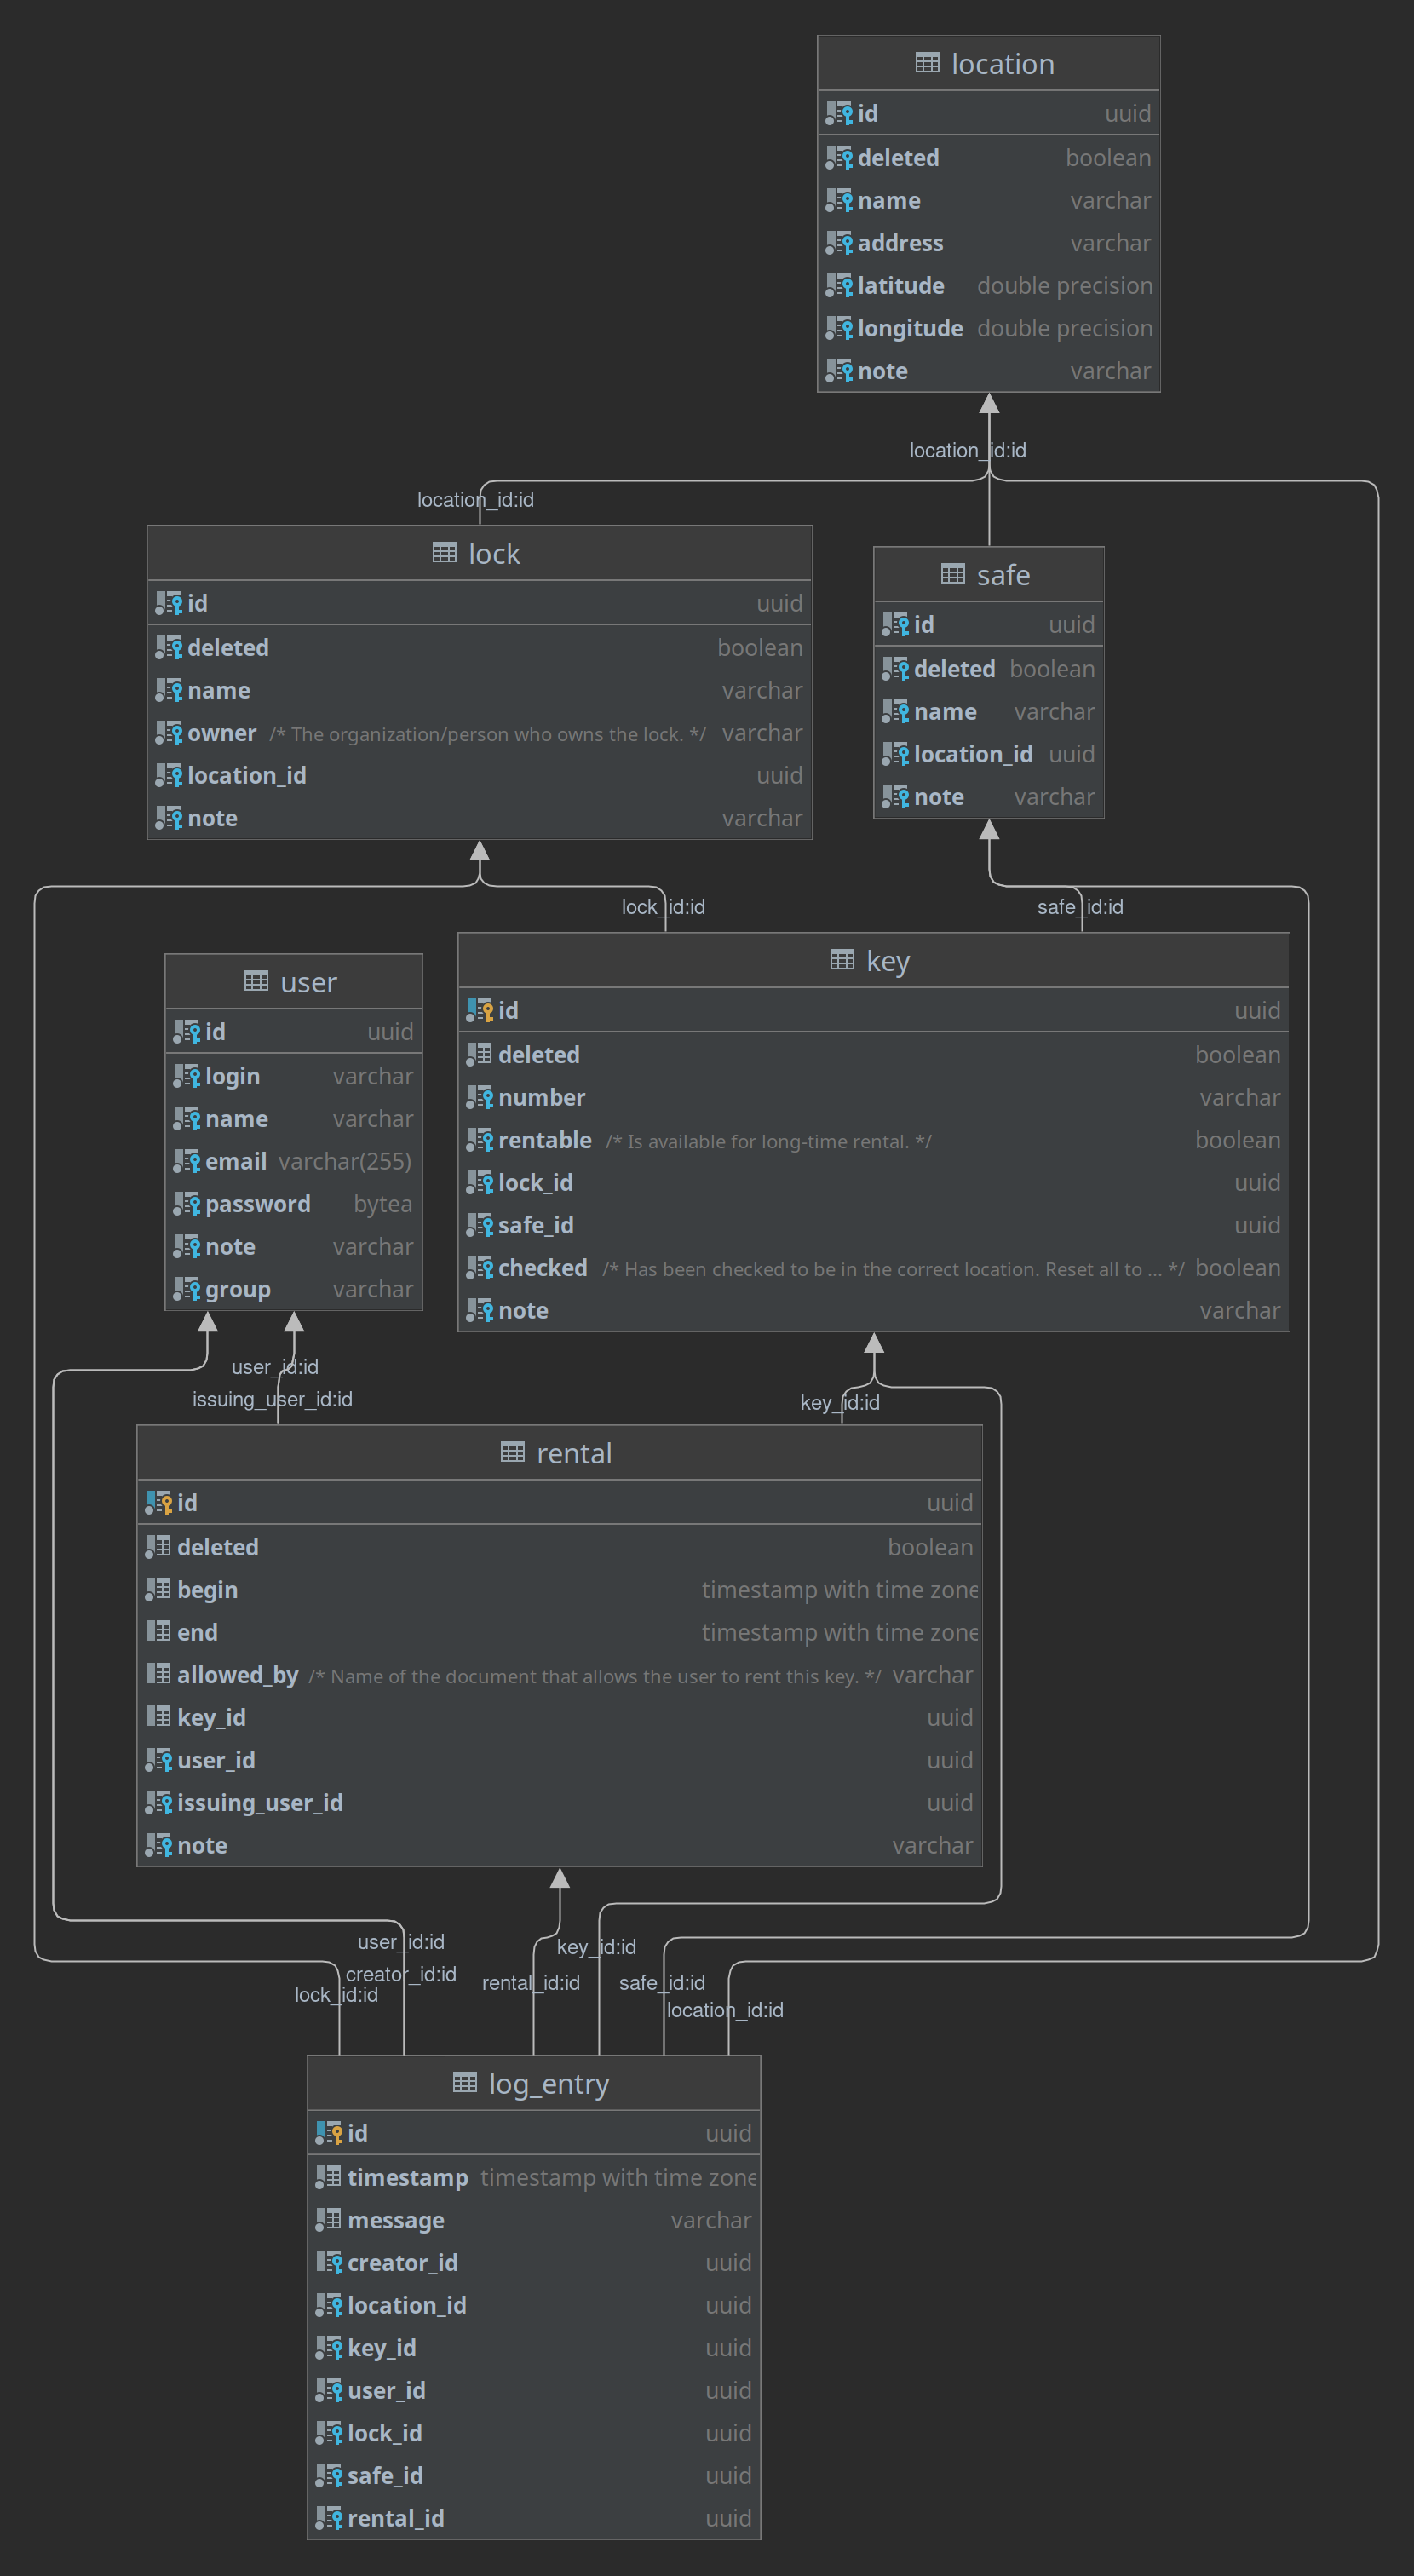 location
id uuid
deleted boolean
name varchar
address varchar
latitude double precision
longitude double precision
note varchar
location_id:id
location_id:id
lock
id uuid
deleted boolean
name varchar
owner /* The organization/person who owns the lock. */ varchar
location_id uuid
note varchar
safe
id uuid
deleted boolean
name varchar
location_id uuid
note varchar
lock_id:id
safe_id:id
user
id uuid
login varchar
name varchar
email varchar(255)
password bytea
note varchar
group varchar
key
id uuid
deleted boolean
number varchar
rentable /* Is available for long-time rental. */ boolean
lock_id uuid
safe_id uuid
checked /* Has been checked to be in the correct location. Reset all to ... */ boolean
note varchar
user_id:id
issuing_user_id:id
key_id:id
rental
id uuid
deleted boolean
begin timestamp with time zone
end timestamp with time zone
allowed_by /* Name of the document that allows the user to rent this key. */ varchar
key_id uuid
user_id uuid
issuing_user_id uuid
note varchar
user_id:id
key_id:id
creator_id:id
rental_id:id
safe_id:id
lock_id:id
location_id:id
log_entry
id uuid
timestamp timestamp with time zone
message varchar
creator_id uuid
location_id uuid
key_id uuid
user_id uuid
lock_id uuid
safe_id uuid
rental_id uuid